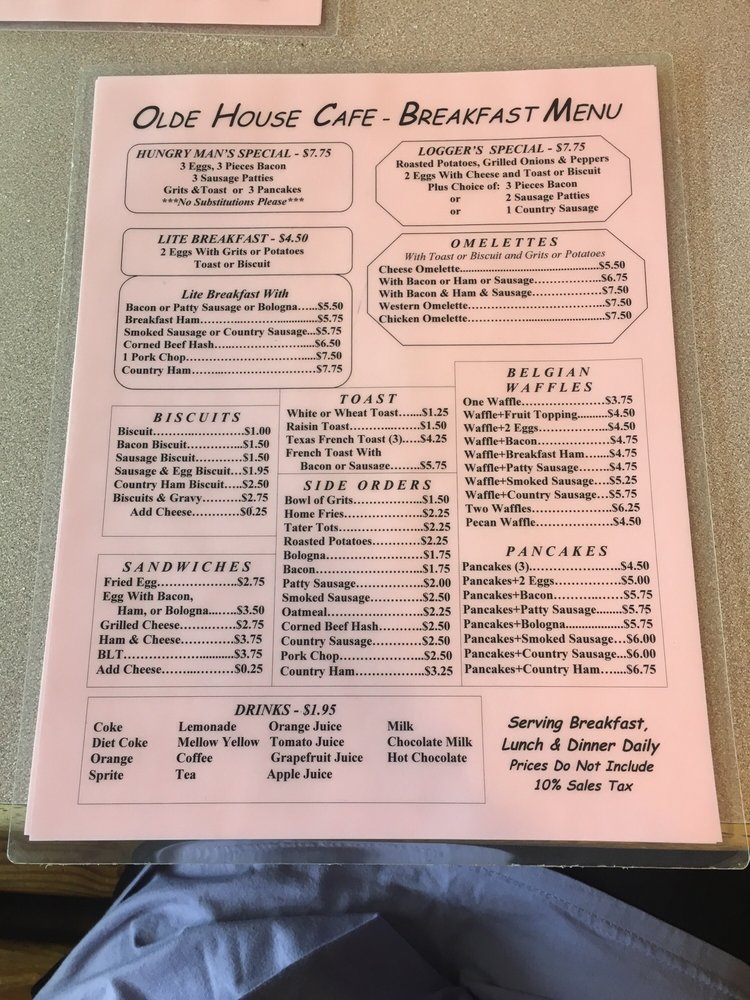 OLDE HOUSE CAFE - BREAKFAST MENU
HUNGRY MAN'S SPECIAL - $7.75
3 Eggs, 3 Pieces Bacon
3 Sausage Patties
Grits &Toast or 3 Pancakes
***No Substitutions Please***
LOGGER'S SPECIAL - $7.75
Roasted Potatoes, Grilled Onions & Peppers
2 Eggs With Cheese and Toast or Biscuit
Plus Choice of: 3 Pieces Bacon
or 2 Sausage Patties
or 1 Country Sausage
LITE BREAKFAST - $4.50
2 Eggs With Grits or Potatoes
Toast or Biscuit
Lite Breakfast With
Bacon or Patty Sausage or Bologna.....$5.50
Breakfast Ham..............................$5.75
Smoked Sausage or Country Sausage...$5.75
Corned Beef Hash..........................$6.50
1 Pork Chop..................................$7.50
Country Ham................................$7.75
OMELETTES
With Toast or Biscuit and Grits or Potatoes
Cheese Omelette..............................$5.50
With Bacon or Ham or Sausage.................$6.75
With Bacon & Ham & Sausage.................$7.50
Western Omelette..............................$7.50
Chicken Omelette..............................$7.50
BISCUITS
Biscuit..............................$1.00
Bacon Biscuit....................$1.50
Sausage Biscuit.................$1.50
Sausage & Egg Biscuit...$1.95
Country Ham Biscuit.....$2.50
Biscuits & Gravy............$2.75
Add Cheese.................$0.25
TOAST
White or Wheat Toast.......$1.25
Raisin Toast....................$1.50
Texas French Toast (3)....$4.25
French Toast With
Bacon or Sausage........$5.75
BELGIAN
WAFFLES
One Waffle.........................$3.75
Waffle+Fruit Topping..........$4.50
Waffle+2 Eggs.....................$4.50
Waffle+Bacon.....................$4.75
Waffle+Breakfast Ham.......$4.75
Waffle+Patty Sausage.........$4.75
Waffle+Smoked Sausage....$5.25
Waffle+Country Sausage...$5.75
Two Waffles........................$6.25
Pecan Waffle......................$4.50
SANDWICHES
Fried Egg........................$2.75
Egg With Bacon,
Ham, or Bologna........$3.50
Grilled Cheese.................$2.75
Ham & Cheese................$3.75
BLT................................$3.75
Add Cheese....................$0.25
SIDE ORDERS
Bowl of Grits....................$1.50
Home Fries......................$2.25
Tater Tots........................$2.25
Roasted Potatoes.............$2.25
Bologna..........................$1.75
Bacon.............................$1.75
Patty Sausage..................$2.00
Smoked Sausage..............$2.50
Oatmeal..........................$2.25
Corned Beef Hash...........$2.50
Country Sausage.............$2.50
Pork Chop......................$2.50
Country Ham..................$3.25
PANCAKES
Pancakes (3)........................$4.50
Pancakes+2 Eggs..................$5.00
Pancakes+Bacon..................$5.75
Pancakes+Patty Sausage.......$5.75
Pancakes+Bologna................$5.75
Pancakes+Smoked Sausage...$6.00
Pancakes+Country Sausage...$6.00
Pancakes+Country Ham......$6.75
DRINKS - $1.95
Coke Lemonade Orange Juice Milk
Diet Coke Mellow Yellow Tomato Juice Chocolate Milk
Orange Coffee Grapefruit Juice Hot Chocolate
Sprite Tea Apple Juice
Serving Breakfast,
Lunch & Dinner Daily
Prices Do Not Include
10% Sales Tax